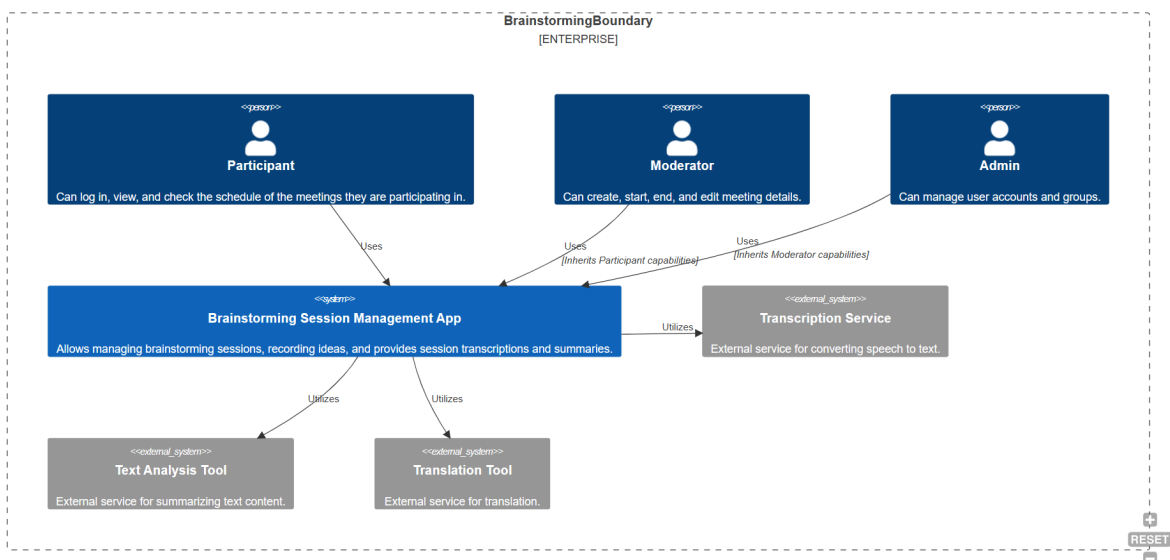 BrainstormingBoundary
[ENTERPRISE]
<<person>>
Participant
Can log in, view, and check the schedule of the meetings they are participating in.
<<person>>
Moderator
Can create, start, end, and edit meeting details.
<<person>>
Admin
Can manage user accounts and groups.
Uses
Uses
[Inherits Participant capabilities]
Uses
[Inherits Moderator capabilities]
<<system>>
Brainstorming Session Management App
Allows managing brainstorming sessions, recording ideas, and provides session transcriptions and summaries.
Utilizes
<<external_system>>
Transcription Service
External service for converting speech to text.
Utilizes
Utilizes
<<external_system>>
Text Analysis Tool
External service for summarizing text content.
<<external_system>>
Translation Tool
External service for translation.
RESET